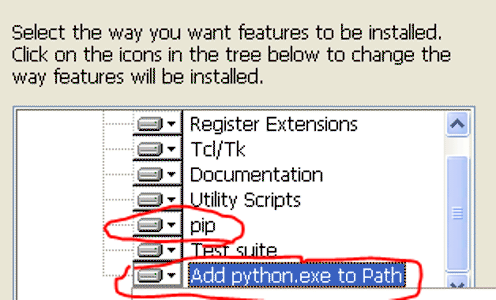 Select the way you want features to be installed.
Click on the icons in the tree below to change the
way features will be installed.
Register Extensions
Tcl/Tk
Documentation
Utility Scripts
pip
Test suite
Add python.exe to Path